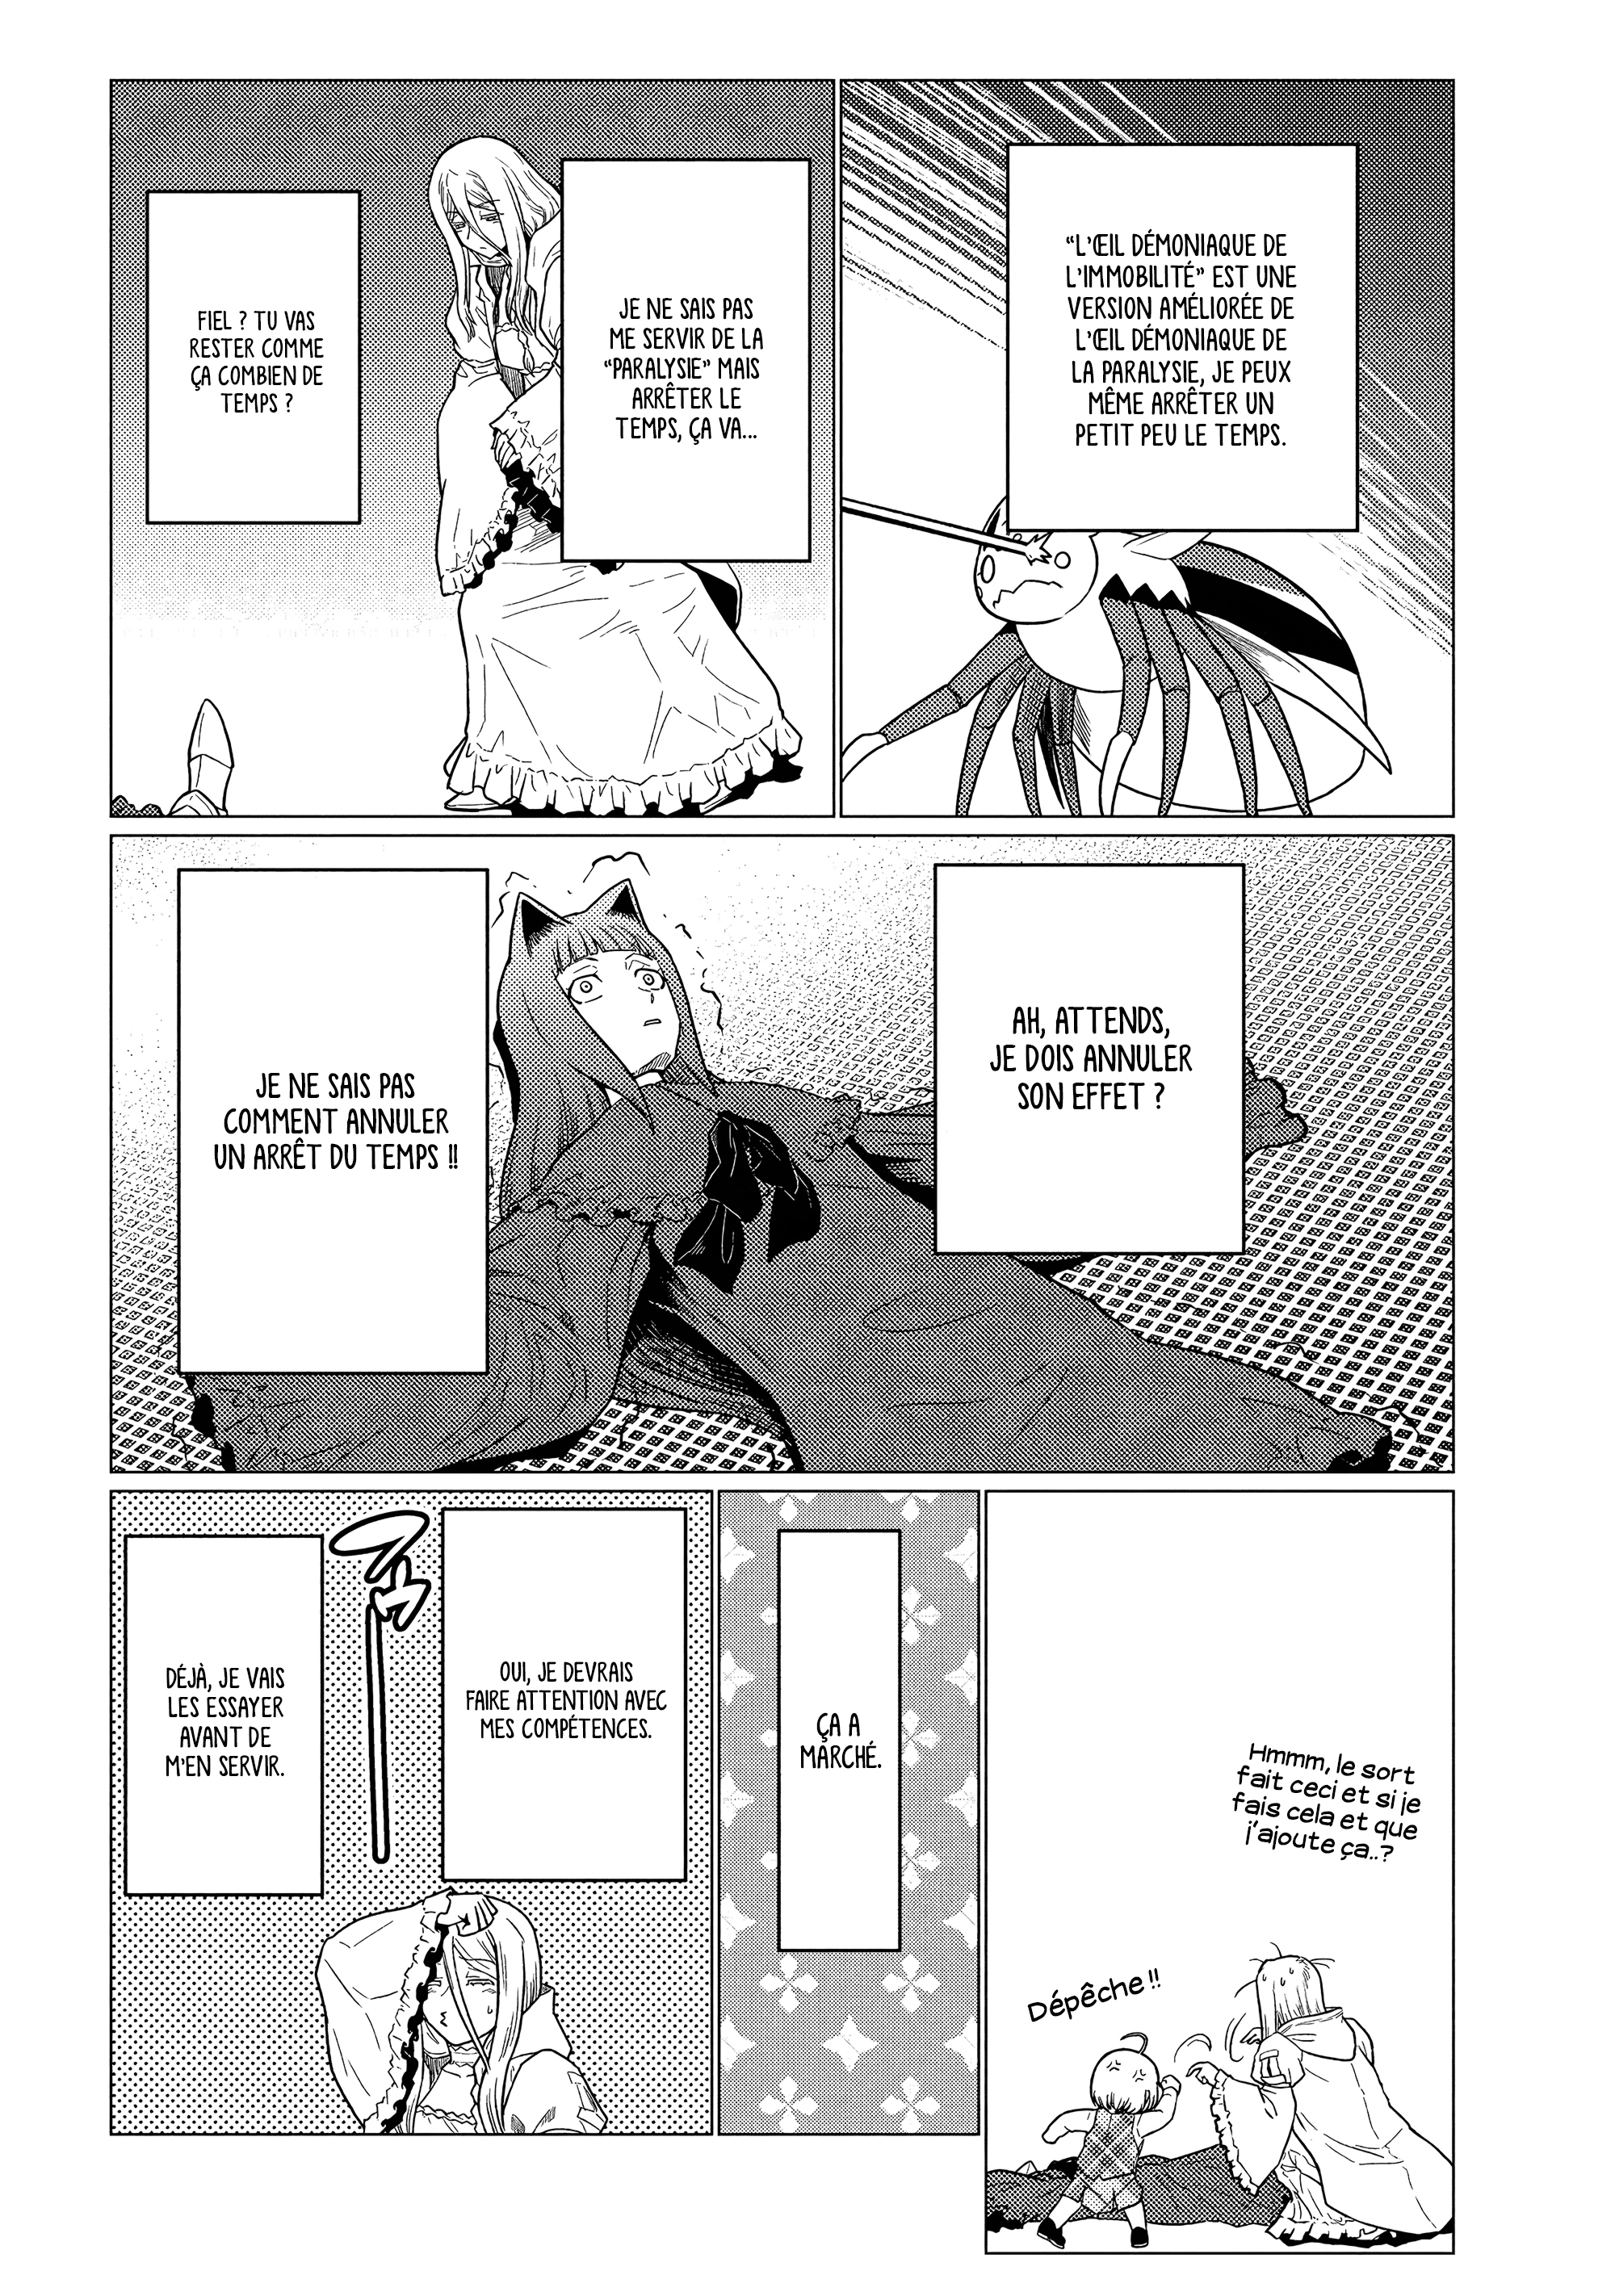 “L'ŒIL DÉMONIAQUE DE
L'IMMOBILITÉ” EST UNE
VERSION AMÉLIORÉE DE
L'ŒIL DÉMONIAQUE DE
LA PARALYSIE, JE PEUX
MÊME ARRÊTER UN
PETIT PEU LE TEMPS.
JE NE SAIS PAS
ME SERVIR DE LA
“PARALYSIE” MAIS
ARRÊTER LE
TEMPS, ÇA VA...
FIEL ? TU VAS
RESTER COMME
ÇA COMBIEN DE
TEMPS ?
AH, ATTENDS,
JE DOIS ANNULER
SON EFFET ?
JE NE SAIS PAS
COMMENT ANNULER
UN ARRÊT DU TEMPS !!
Hmmm, le sort
fait ceci et si je
fais cela et que
j'ajoute ça..?
Dépêche !!
ÇA A
MARCHÉ.
OUI, JE DEVRAIS
FAIRE ATTENTION AVEC
MES COMPÉTENCES.
ふぅー
DÉJÀ, JE VAIS
LES ESSAYER
AVANT DE
M'EN SERVIR.